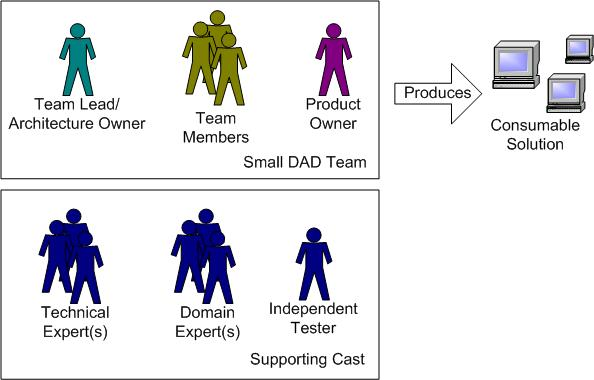 Team Lead/
Architecture Owner
Team
Members
Product
Owner
Small DAD Team
Produces
Consumable
Solution
Technical
Expert(s)
Domain
Expert(s)
Independent
Tester
Supporting Cast